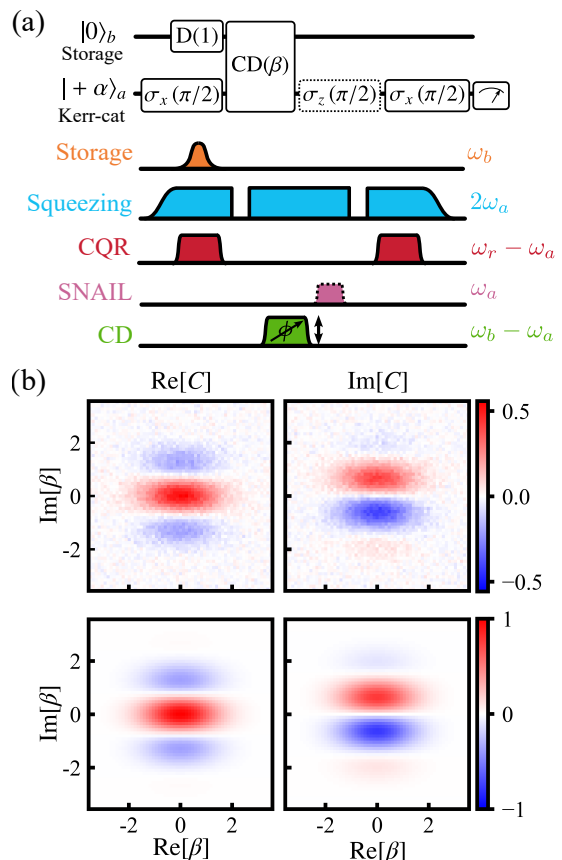 (a)
|0⟩_b
Storage
D(1)
CD(β)
|+α⟩_a
Kerr-cat
σ_x(π/2)
σ_z(π/2)
σ_x(π/2)
Storage
ω_b
Squeezing
2ω_a
CQR
ω_r − ω_a
SNAIL
ω_a
CD
ϕ
ω_b − ω_a
(b)
Re[C]
Im[C]
Im[β]
2
0
-2
0.5
0.0
−0.5
Im[β]
2
0
-2
1
0
−1
-2 0 2
-2 0 2
Re[β]
Re[β]